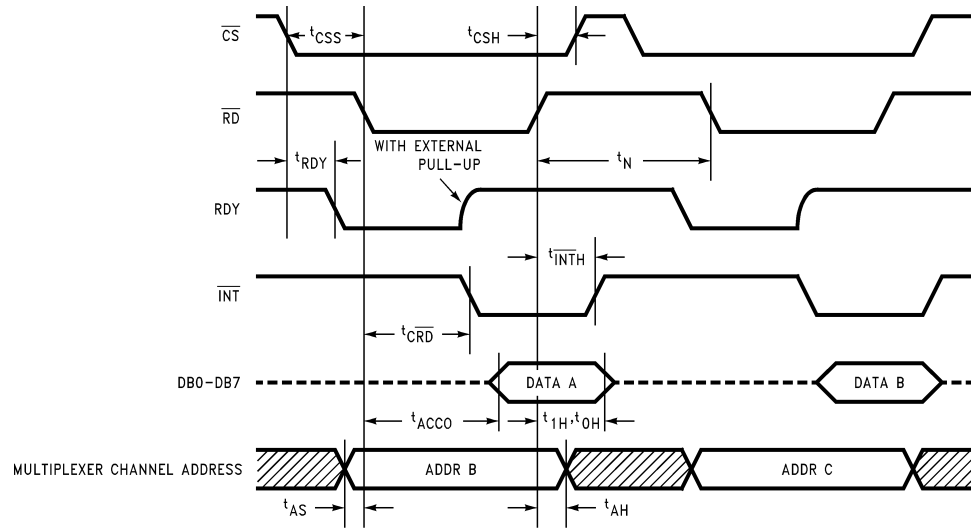 CS
tCSS
tCSH
RD
WITH EXTERNAL
PULL-UP
tRDY
tN
RDY
tINTH
INT
tCRD
DB0-DB7
DATA A
DATA B
tACCO
t1H,t0H
MULTIPLEXER CHANNEL ADDRESS
ADDR B
ADDR C
tAS
tAH